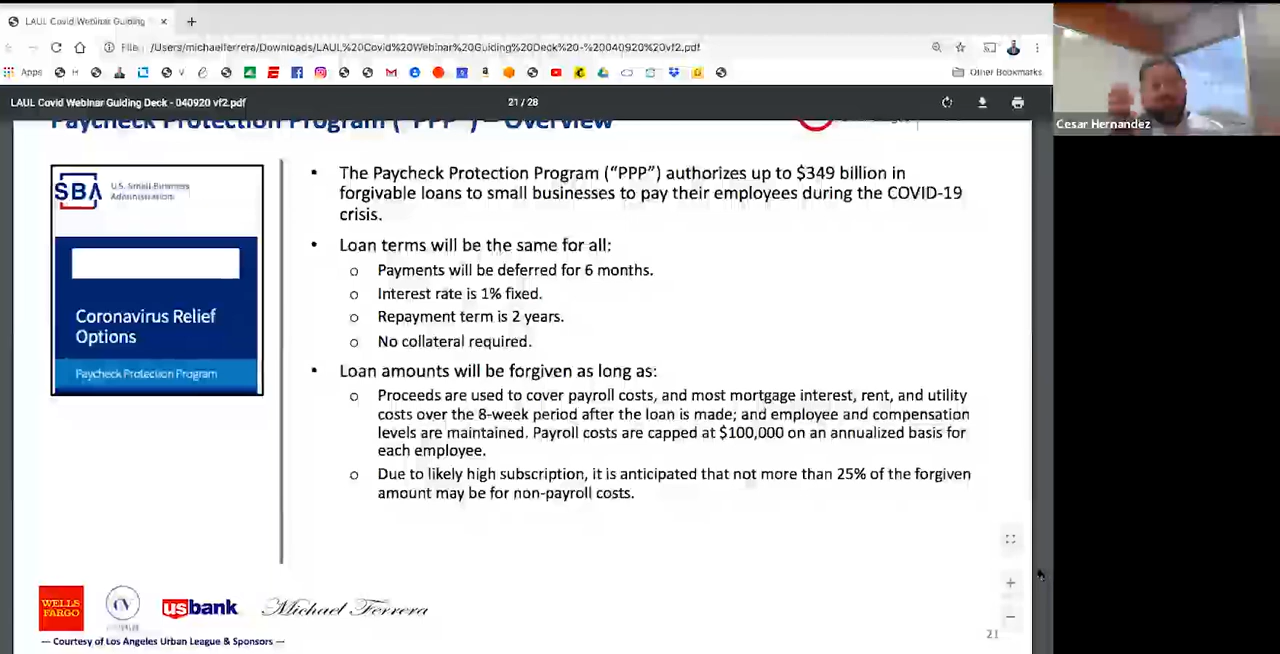 LAUL Covid Webinar Guiding
File
/Users/michaelferrera/Downloads/LAUL%20Covid%20Webinar%20Guiding%20Deck%20-%20040920%20vf2.pdf
Apps
Other Bookmarks
LAUL Covid Webinar Guiding Deck - 040920 vf2.pdf
21 / 28
Cesar Hernandez
Paycheck Protection Program ("PPP") – Overview
SBA
U.S. Small Business
Administration
Coronavirus Relief
Options
Paycheck Protection Program
• The Paycheck Protection Program (“PPP”) authorizes up to $349 billion in
forgivable loans to small businesses to pay their employees during the COVID-19
crisis.
• Loan terms will be the same for all:
o Payments will be deferred for 6 months.
o Interest rate is 1% fixed.
o Repayment term is 2 years.
o No collateral required.
• Loan amounts will be forgiven as long as:
o Proceeds are used to cover payroll costs, and most mortgage interest, rent, and utility
costs over the 8-week period after the loan is made; and employee and compensation
levels are maintained. Payroll costs are capped at $100,000 on an annualized basis for
each employee.
o Due to likely high subscription, it is anticipated that not more than 25% of the forgiven
amount may be for non-payroll costs.
WELLS
FARGO
CV
usbank
Michael Ferrera
— Courtesy of Los Angeles Urban League & Sponsors —
21